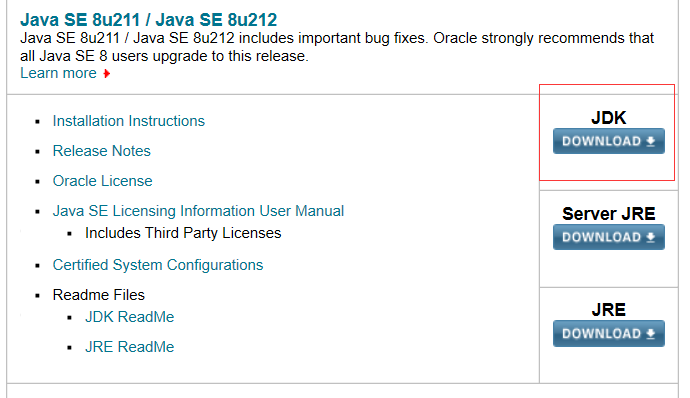 Java SE 8u211 / Java SE 8u212
Java SE 8u211 / Java SE 8u212 includes important bug fixes. Oracle strongly recommends that
all Java SE 8 users upgrade to this release.
Learn more
Installation Instructions
Release Notes
Oracle License
Java SE Licensing Information User Manual
Includes Third Party Licenses
Certified System Configurations
Readme Files
JDK ReadMe
JRE ReadMe
JDK
DOWNLOAD
Server JRE
DOWNLOAD
JRE
DOWNLOAD